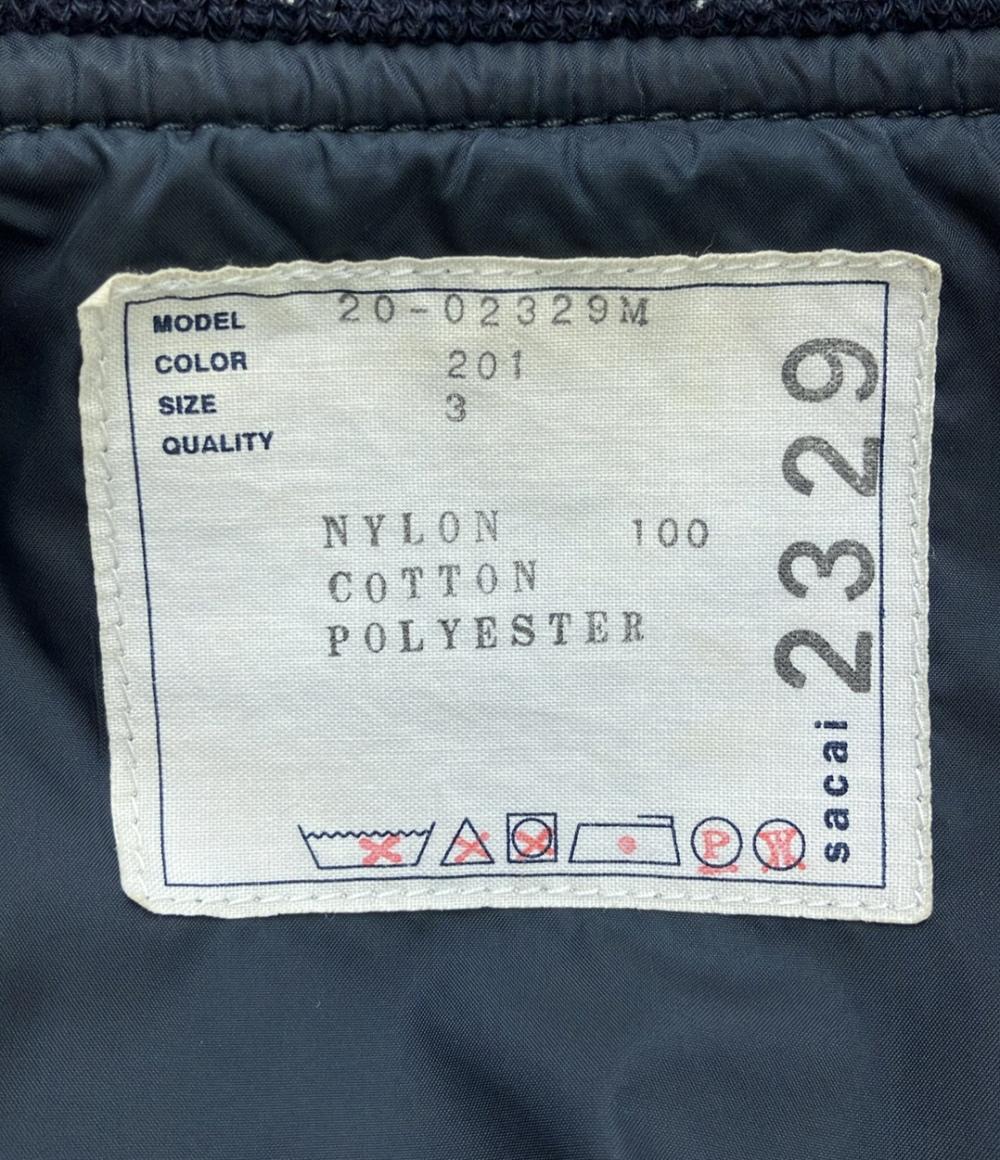 MODEL 20-02329M
COLOR 201
SIZE 3
QUALITY
NYLON 100
COTTON
POLYESTER
P W
sacai 2329